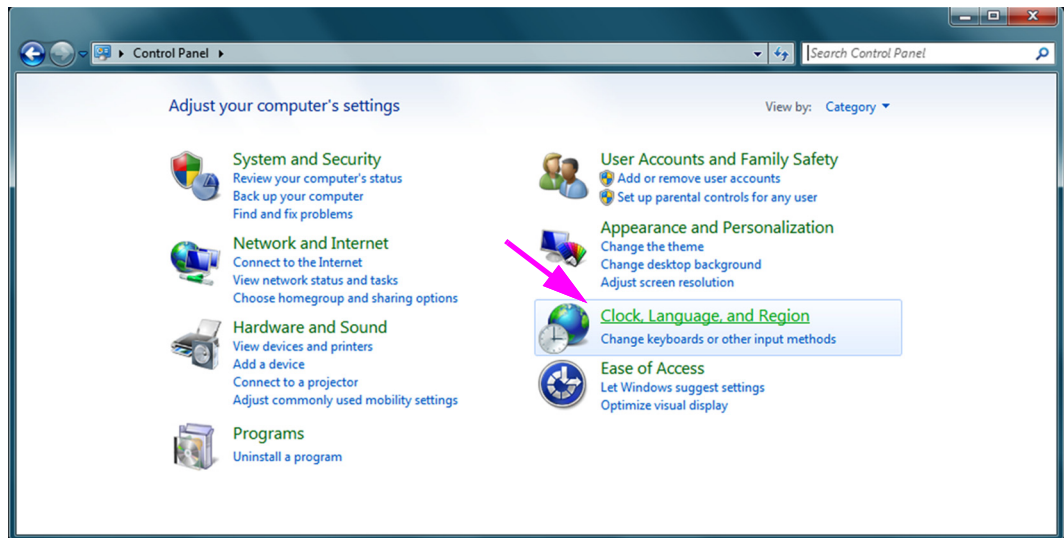 Control Panel
Search Control Panel
Adjust your computer's settings
View by: Category
System and Security
Review your computer's status
Back up your computer
Find and fix problems
Network and Internet
Connect to the Internet
View network status and tasks
Choose homegroup and sharing options
Hardware and Sound
View devices and printers
Add a device
Connect to a projector
Adjust commonly used mobility settings
Programs
Uninstall a program
User Accounts and Family Safety
Add or remove user accounts
Set up parental controls for any user
Appearance and Personalization
Change the theme
Change desktop background
Adjust screen resolution
Clock, Language, and Region
Change keyboards or other input methods
Ease of Access
Let Windows suggest settings
Optimize visual display